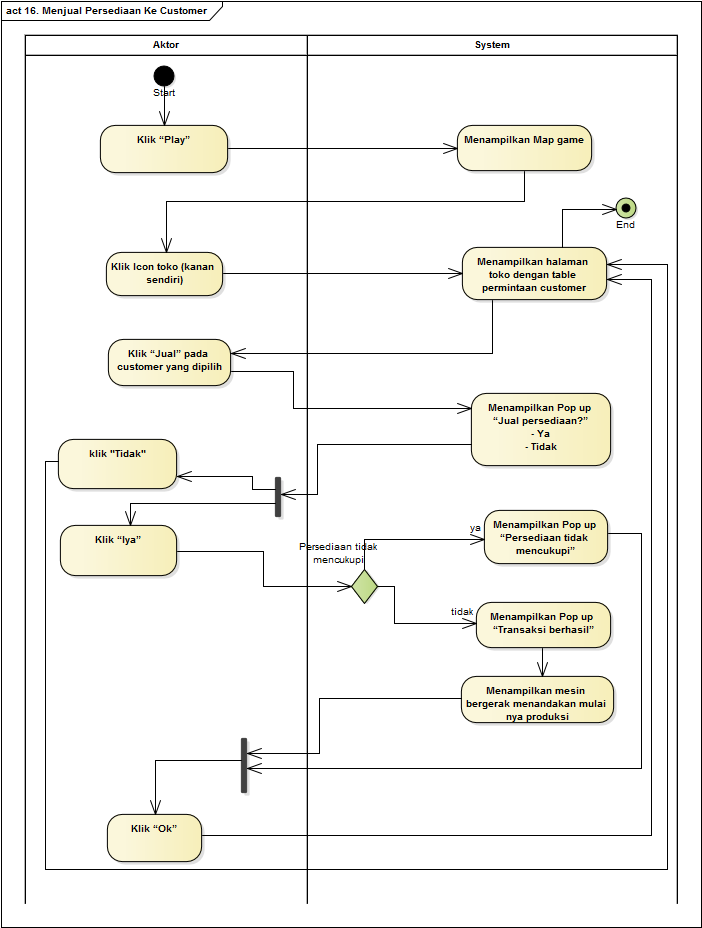 act 16. Menjual Persediaan Ke Customer
Aktor
System
Start
Klik “Play”
Menampilkan Map game
End
Klik Icon toko (kanan
sendiri)
Menampilkan halaman
toko dengan table
permintaan customer
Klik “Jual” pada
customer yang dipilih
Menampilkan Pop up
“Jual persediaan?”
- Ya
- Tidak
klik "Tidak"
Klik “Iya”
Persediaan tidak
mencukupi
ya
Menampilkan Pop up
“Persediaan tidak
mencukupi”
tidak
Menampilkan Pop up
“Transaksi berhasil”
Menampilkan mesin
bergerak menandakan mulai
nya produksi
Klik “Ok”